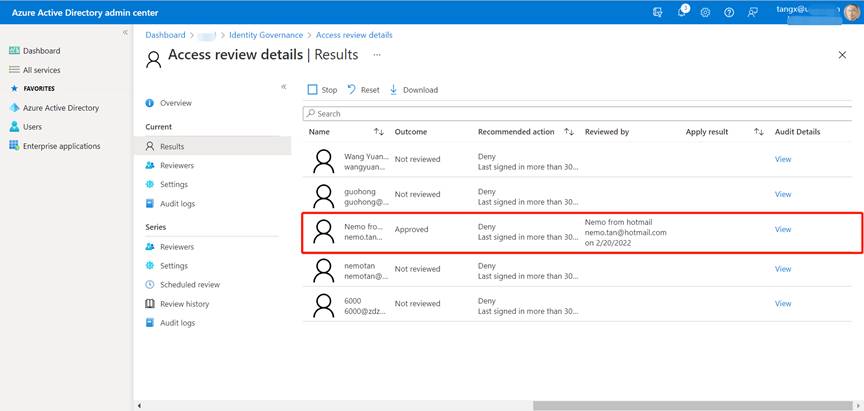 Azure Active Directory admin center
2
tangx@u
«
Dashboard
All services
FAVORITES
Azure Active Directory
Users
Enterprise applications
Dashboard > > Identity Governance > Access review details
Access review details | Results ...
«
Overview
Current
Results
Reviewers
Settings
Audit logs
Series
Reviewers
Settings
Scheduled review
Review history
Audit logs
Stop Reset Download
Search
Name Outcome Recommended action Reviewed by Apply result Audit Details
Wang Yuan... Not reviewed Deny View
wangyuan... Last signed in more than 30...
guohong Not reviewed Deny View
guohong@... Last signed in more than 30...
Nemo from hotmail
Nemo fro... Approved Deny nemo.tan@hotmail.com View
nemo.tan... Last signed in more than 30... on 2/20/2022
nemotan Not reviewed Deny View
nemotan@... Last signed in more than 30...
6000 Not reviewed Deny View
6000@zdz... Last signed in more than 30...